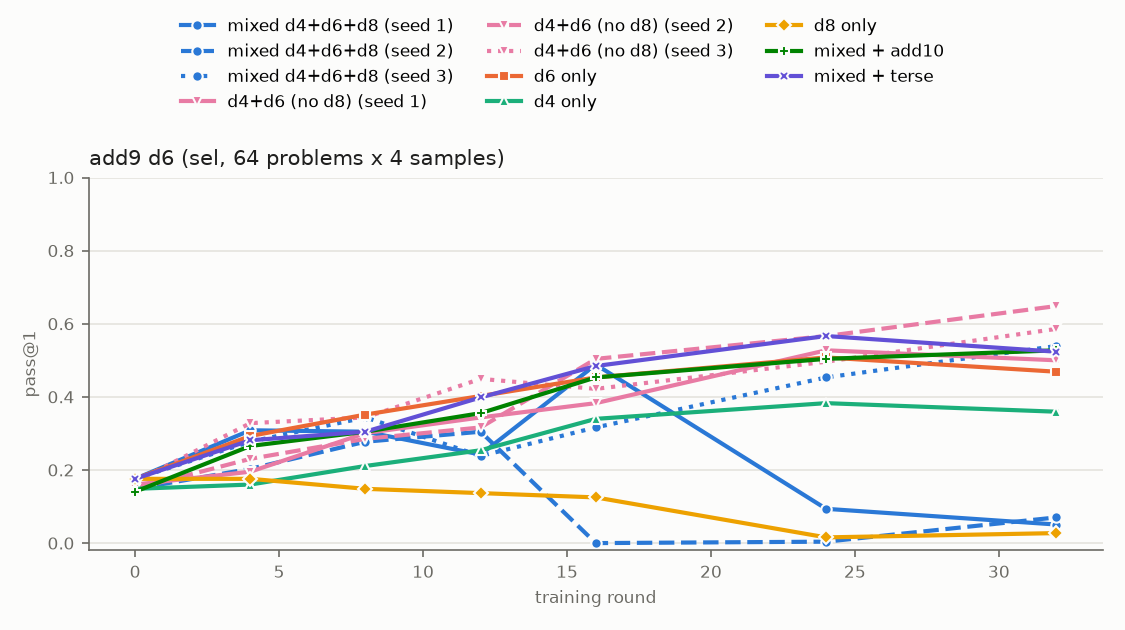 mixed d4+d6+d8 (seed 1)
mixed d4+d6+d8 (seed 2)
mixed d4+d6+d8 (seed 3)
d4+d6 (no d8) (seed 1)
d4+d6 (no d8) (seed 2)
d4+d6 (no d8) (seed 3)
d6 only
d4 only
d8 only
mixed + add10
mixed + terse
add9 d6 (sel, 64 problems x 4 samples)
pass@1
1.0
0.8
0.6
0.4
0.2
0.0
0
5
10
15
20
25
30
training round